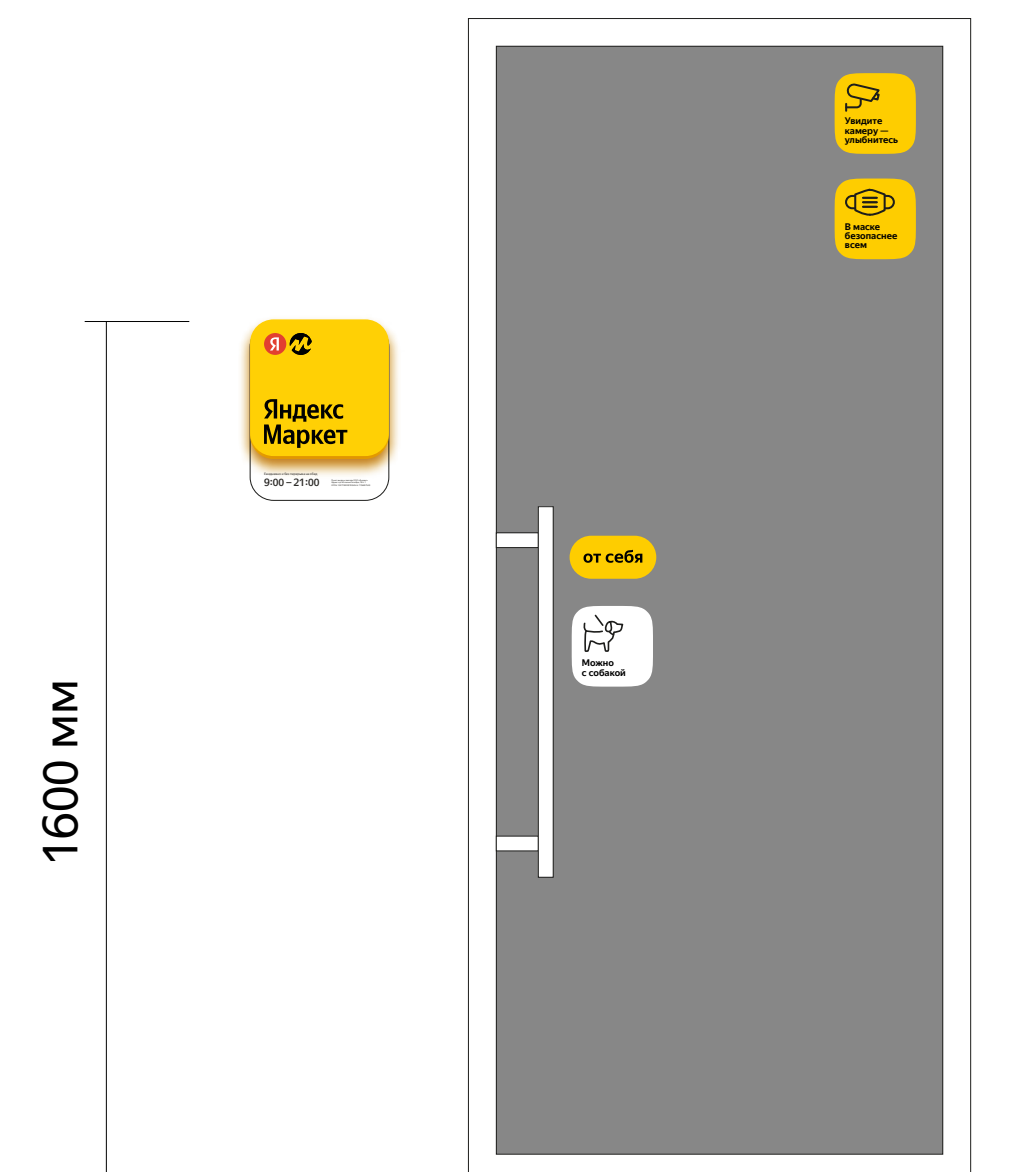 Увидите
камеру —
улыбнитесь
В маске
безопаснее
всем
Я
Яндекс
Маркет
9:00 – 21:00
от себя
Можно
с собакой
1600 мм